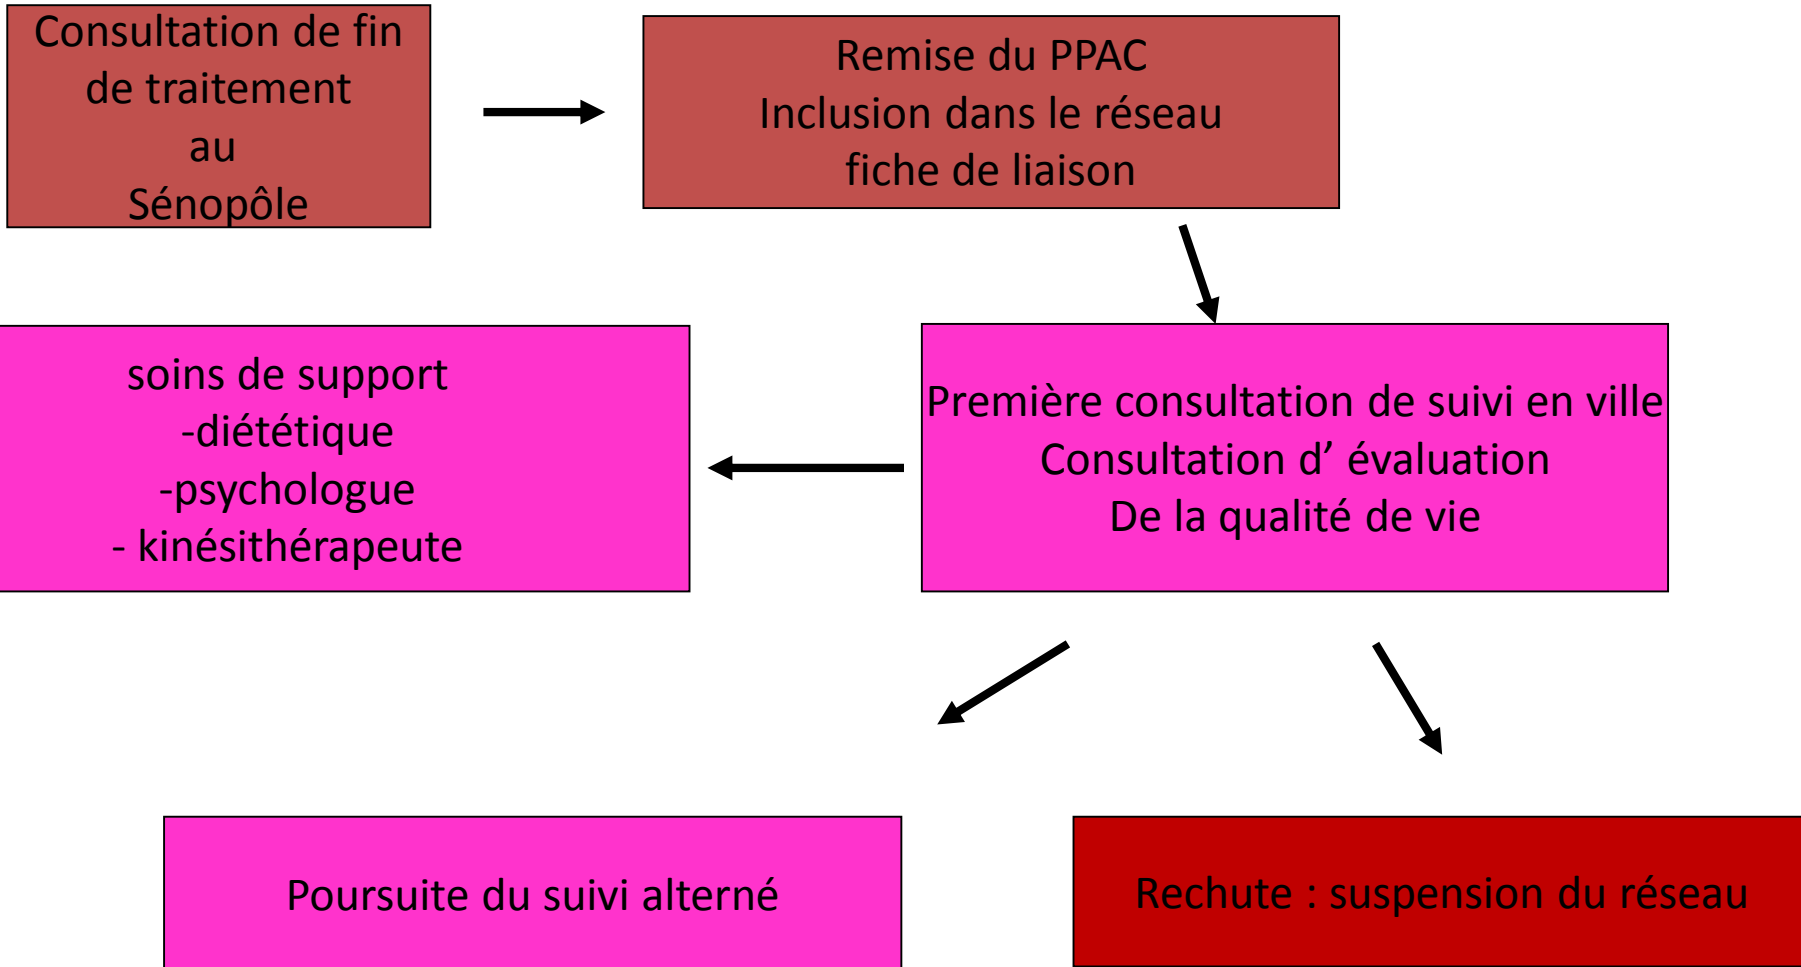 Consultation de fin
de traitement
au
Sénopôle
Remise du PPAC
Inclusion dans le réseau
fiche de liaison
soins de support
-diététique
-psychologue
- kinésithérapeute
Première consultation de suivi en ville
Consultation d’ évaluation
De la qualité de vie
Poursuite du suivi alterné
Rechute : suspension du réseau